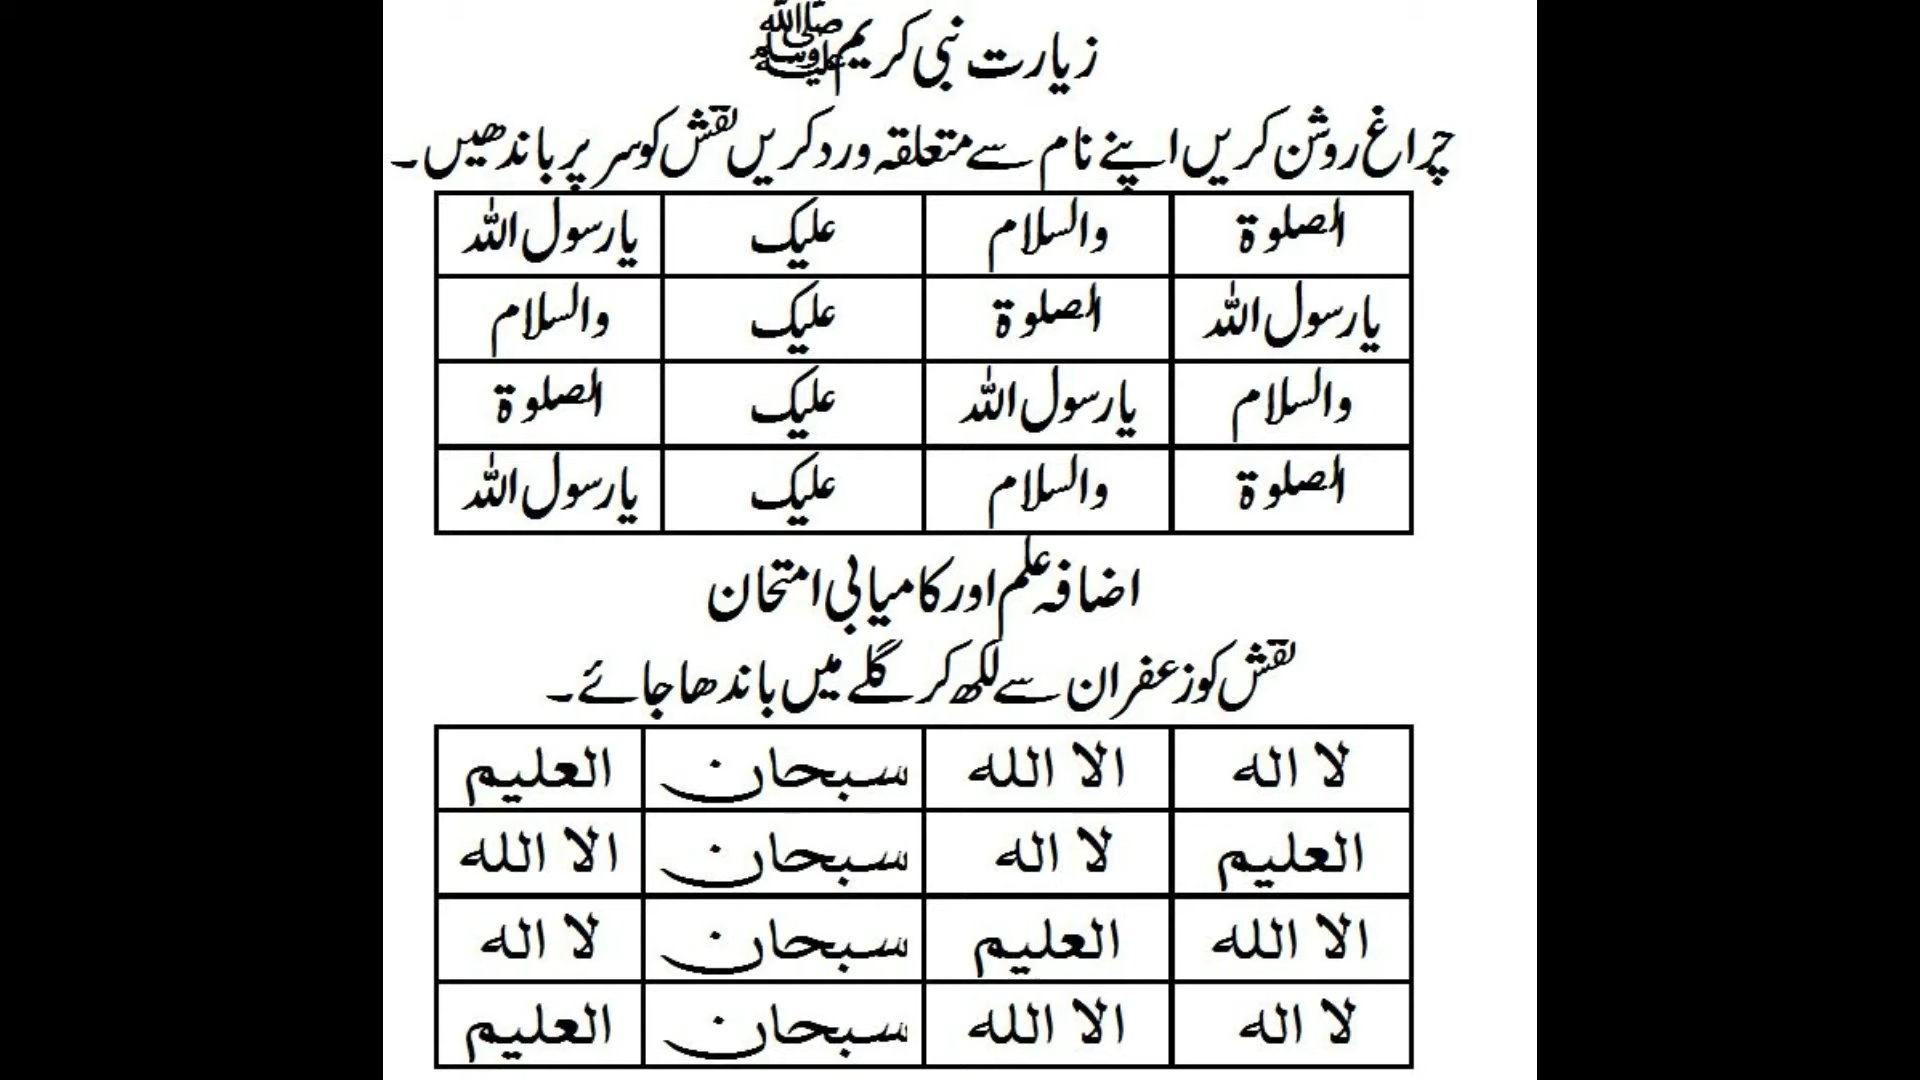 زیارت نبی کریم ﷺ
چراغ روشن کریں اپنے نام سے متعلقہ ورد کریں نقش کو سر پر باندھیں۔
الصلوۃ والسلام علیک یارسول اللہ
یارسول اللہ الصلوۃ علیک والسلام
والسلام یارسول اللہ علیک الصلوۃ
الصلوۃ والسلام علیک یارسول اللہ
اضافہ علم اور کامیابی امتحان
نقش کو زعفران سے لکھ کر گلے میں باندھا جائے۔
لا اله الا الله سبحان العليم
العليم لا اله سبحان الا الله
الا الله العليم سبحان لا اله
لا اله الا الله سبحان العليم